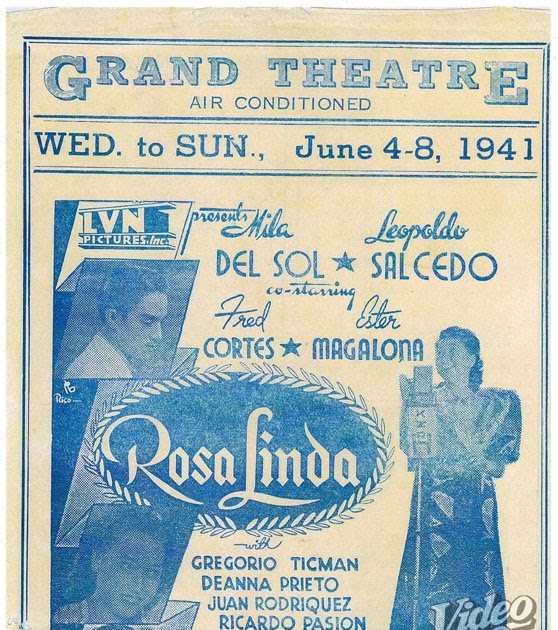 GRAND THEATRE
AIR CONDITIONED
WED. to SUN., June 4-8, 1941
LVN
PICTURES, Inc.
presents
Mila Leopoldo
DEL SOL ★ SALCEDO
co-starring
Fred Ester
CORTES ★ MAGALONA
Rico
Rosa Linda
with
GREGORIO TICMAN
DEANNA PRIETO
JUAN RODRIQUEZ
RICARDO PASION
Video